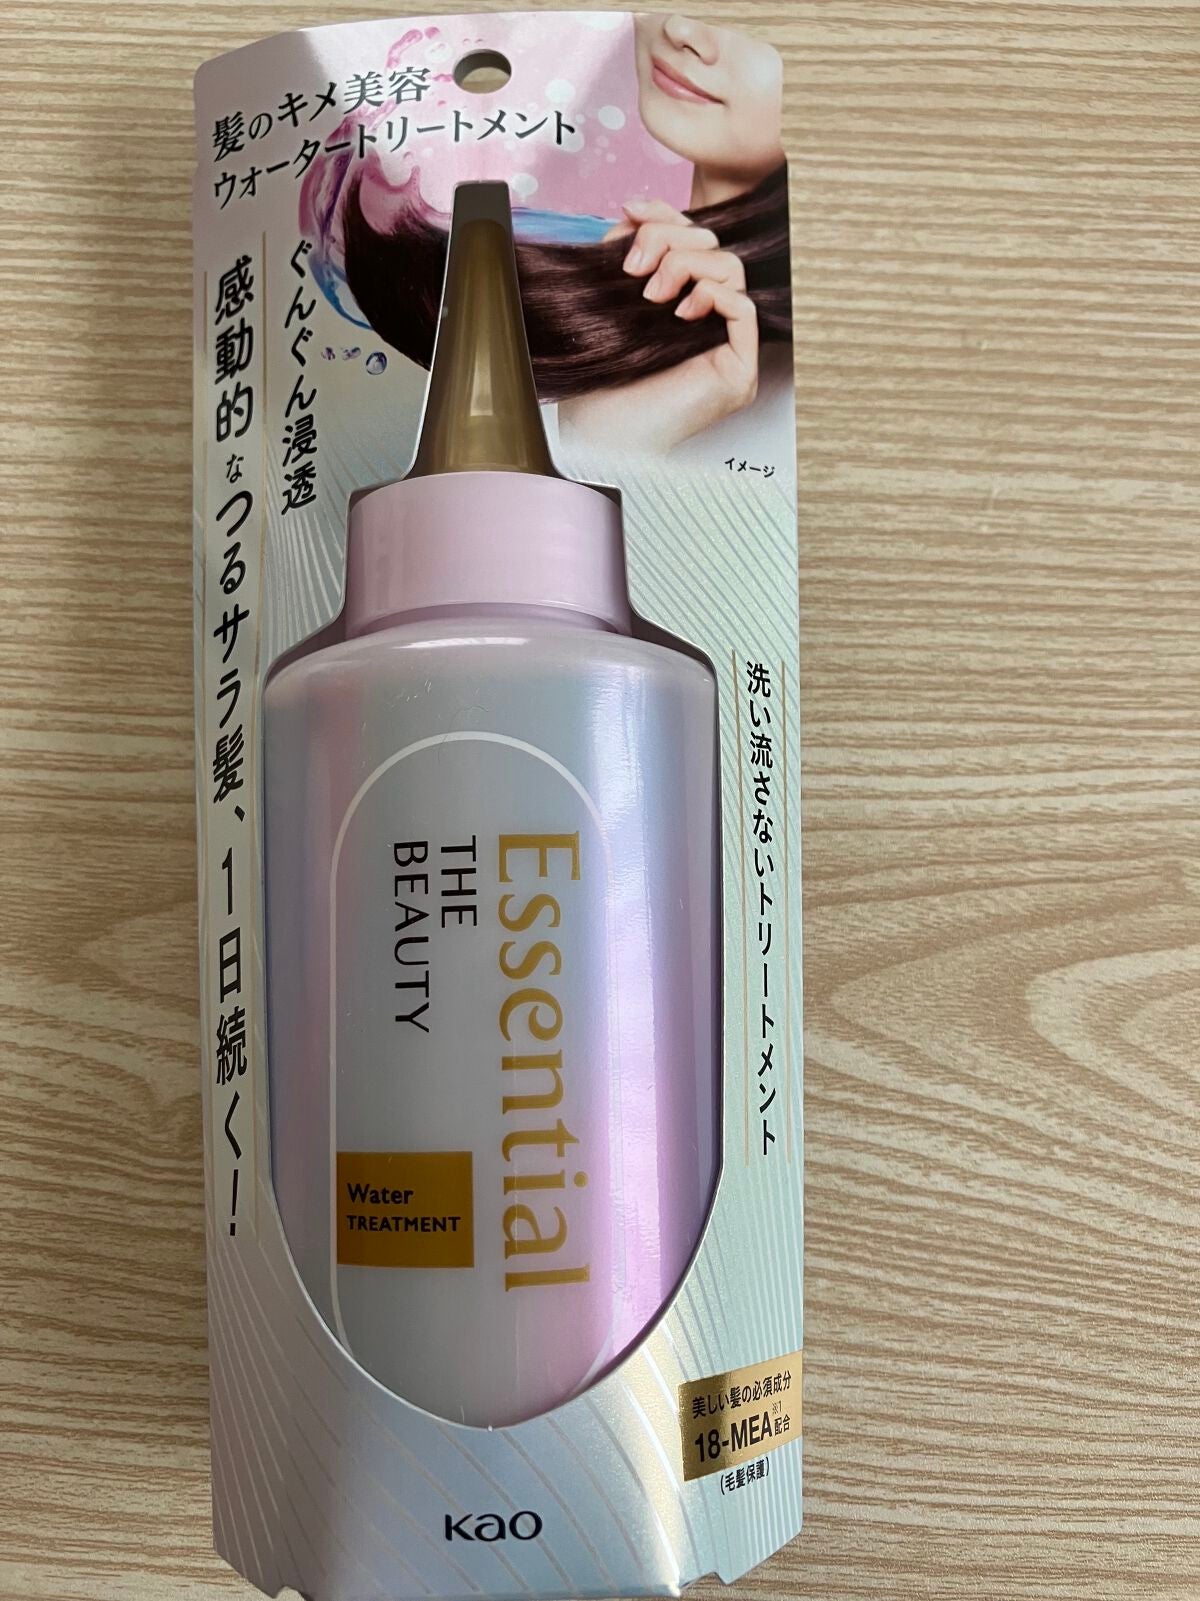 髪のキメ美容
ウォータートリートメント
ぐんぐん浸透
感動的なつるサラ髪、1日続く!
イメージ
洗い流さないトリートメント
Essential
THE
BEAUTY
Water
TREATMENT
美しい髪の必須成分
18-MEA※1配合
(毛髪保護)
Kao